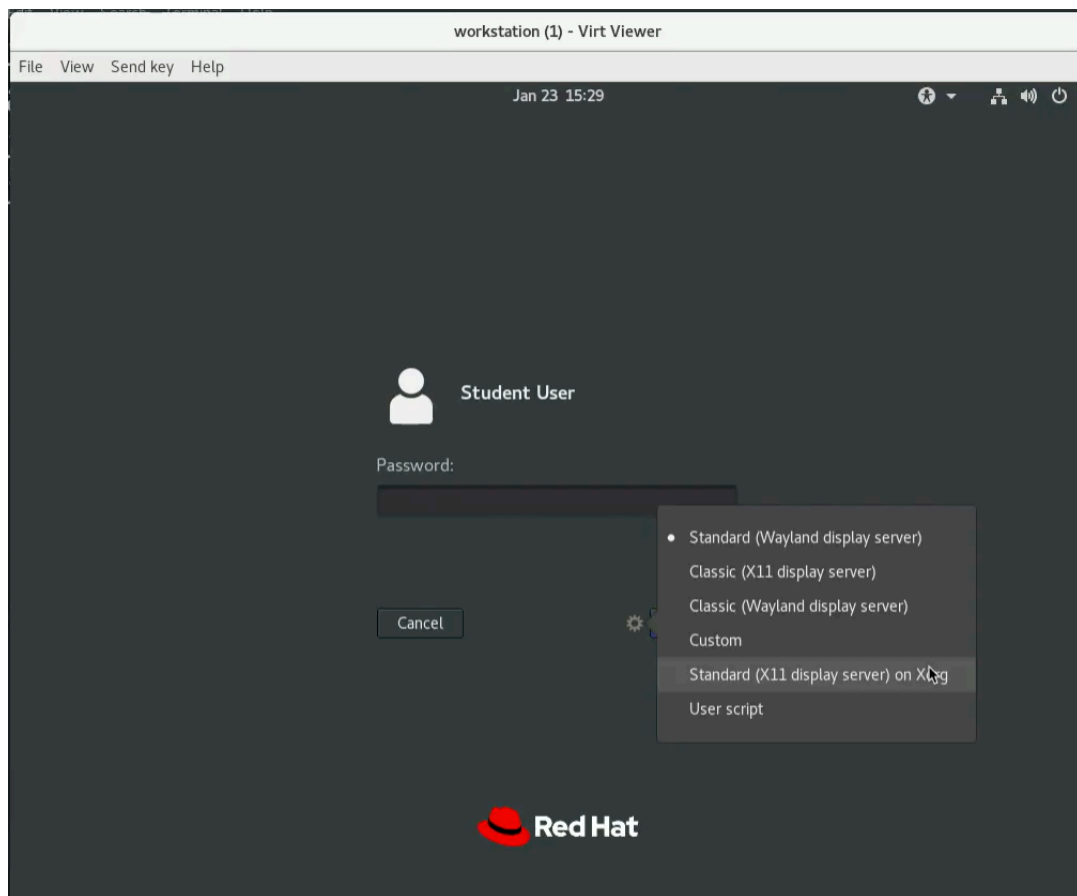 workstation (1) - Virt Viewer
File View Send key Help
Jan 23 15:29
Student User
Password:
Standard (Wayland display server)
Classic (X11 display server)
Classic (Wayland display server)
Cancel
Custom
Standard (X11 display server) on Xorg
User script
Red Hat